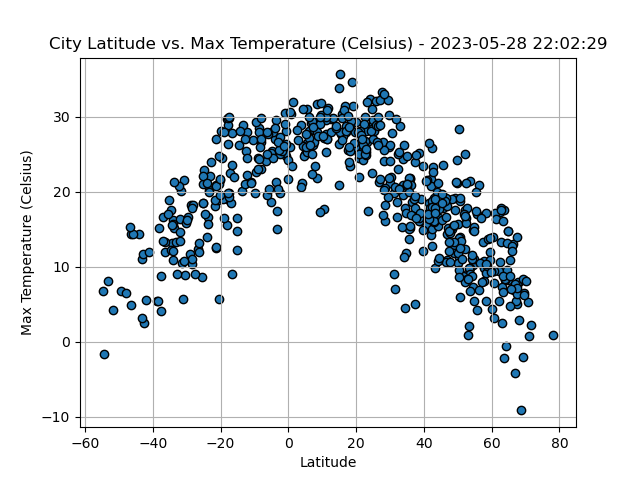 City Latitude vs. Max Temperature (Celsius) - 2023-05-28 22:02:29
Max Temperature (Celsius)
30
20
10
0
−10
−60 −40 −20 0 20 40 60 80
Latitude